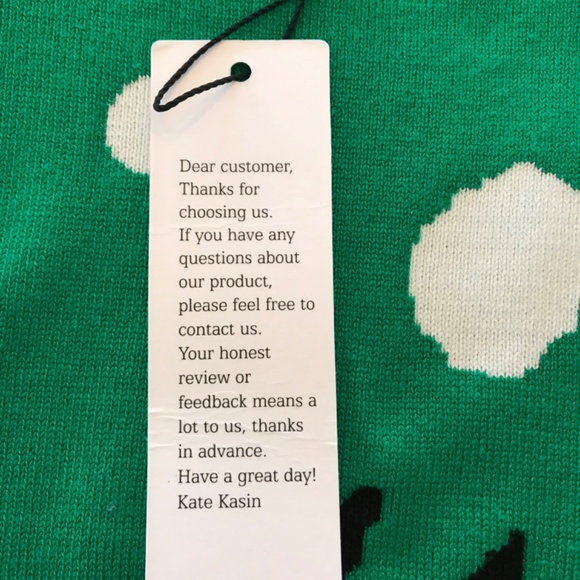 Dear customer,
Thanks for
choosing us.
If you have any
questions about
our product,
please feel free to
contact us.
Your honest
review or
feedback means a
lot to us, thanks
in advance.
Have a great day!
Kate Kasin